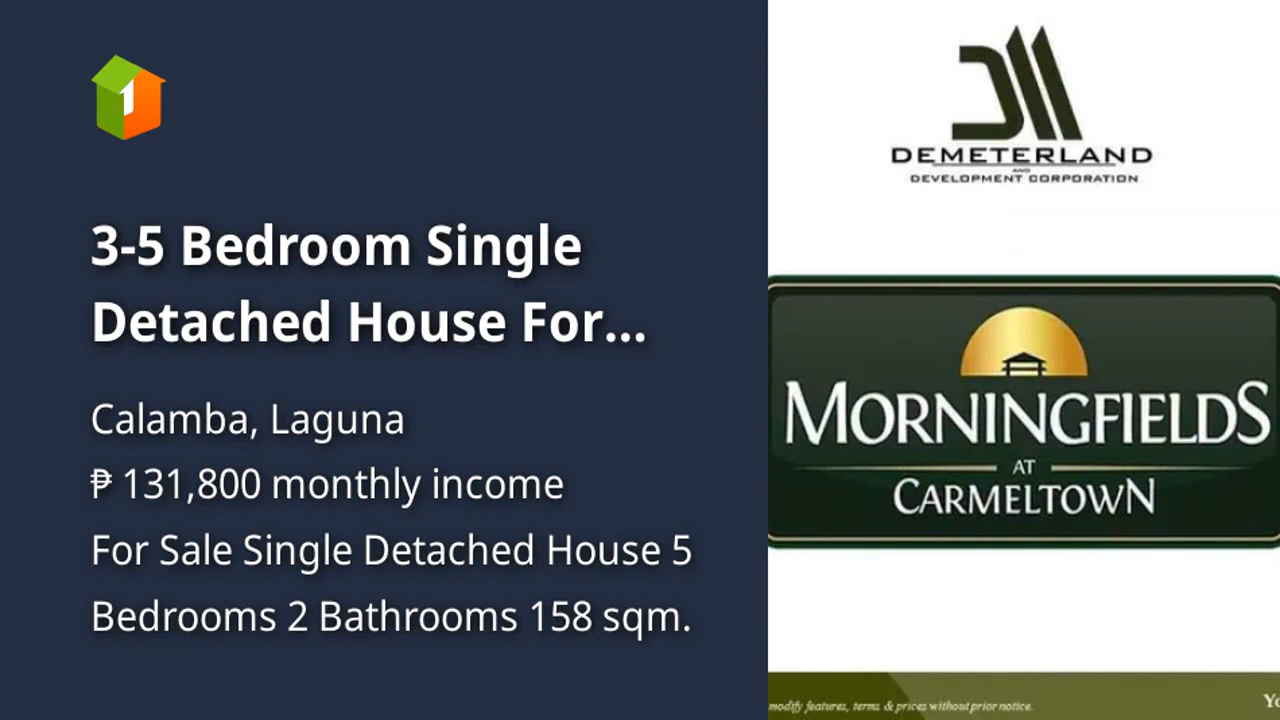 3-5 Bedroom Single
Detached House For...
Calamba, Laguna
₱ 131,800 monthly income
For Sale Single Detached House 5
Bedrooms 2 Bathrooms 158 sqm.
DEMETERLAND
AND
DEVELOPMENT CORPORATION
MORNINGFIELDS
AT
CARMELTOWN
modify features, terms & prices without prior notice.